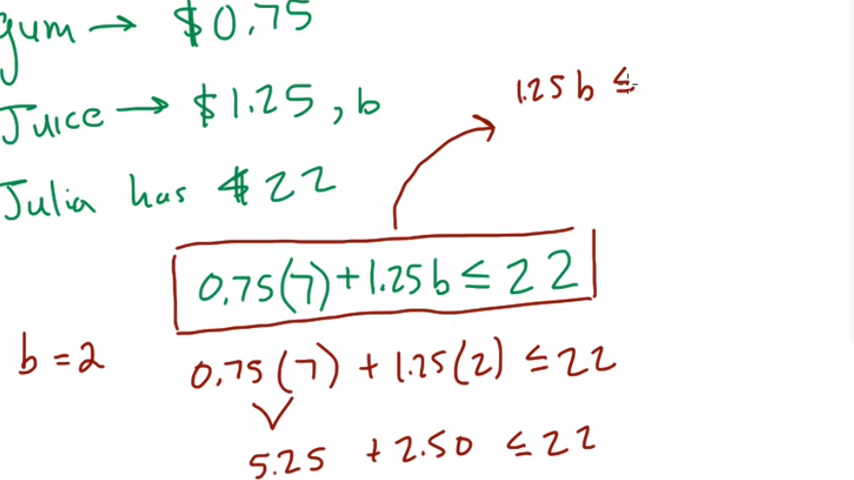 gum → $0.75
1.25 b ≤
Juice → $1.25, b
Julia has $22
0.75(7)+1.25b ≤ 22
b = 2
0.75(7) + 1.25(2) ≤ 22
5.25 + 2.50 ≤ 22